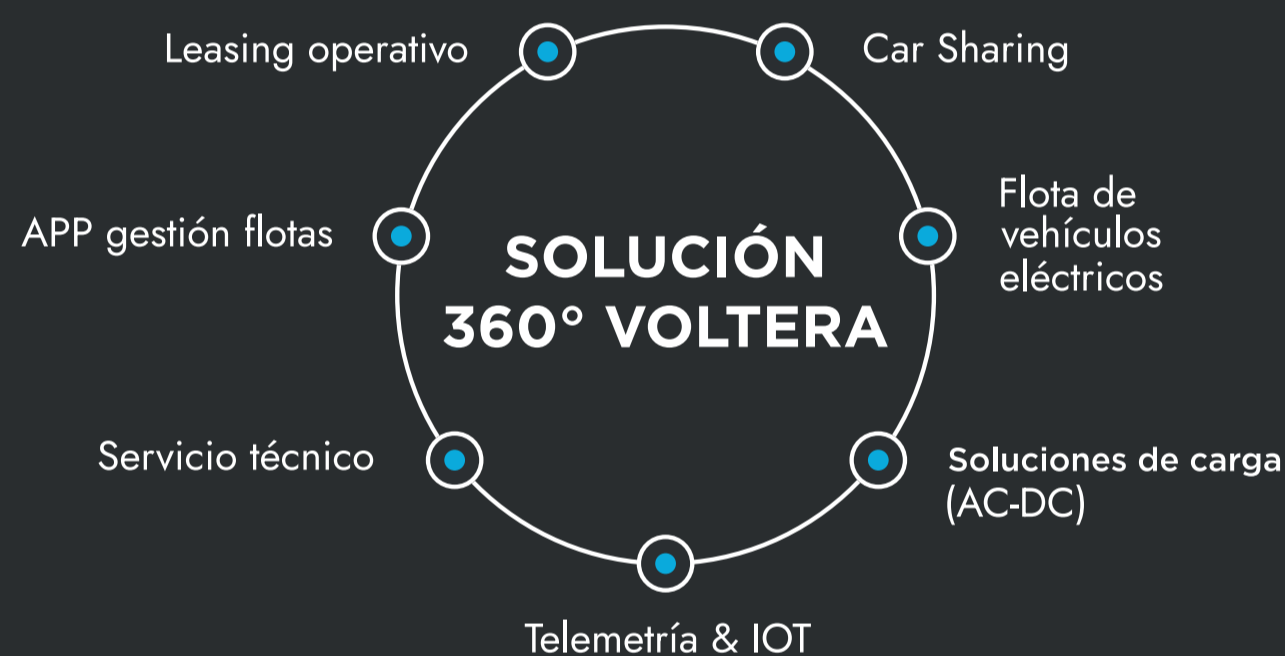 Leasing operativo
Car Sharing
APP gestión flotas
Flota de
vehículos
eléctricos
SOLUCIÓN
360° VOLTERA
Servicio técnico
Soluciones de carga
(AC-DC)
Telemetría & IOT